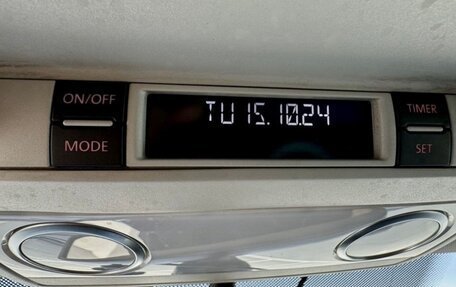 ON/OFF
MODE
TU 15.10.24
TIMER
SET